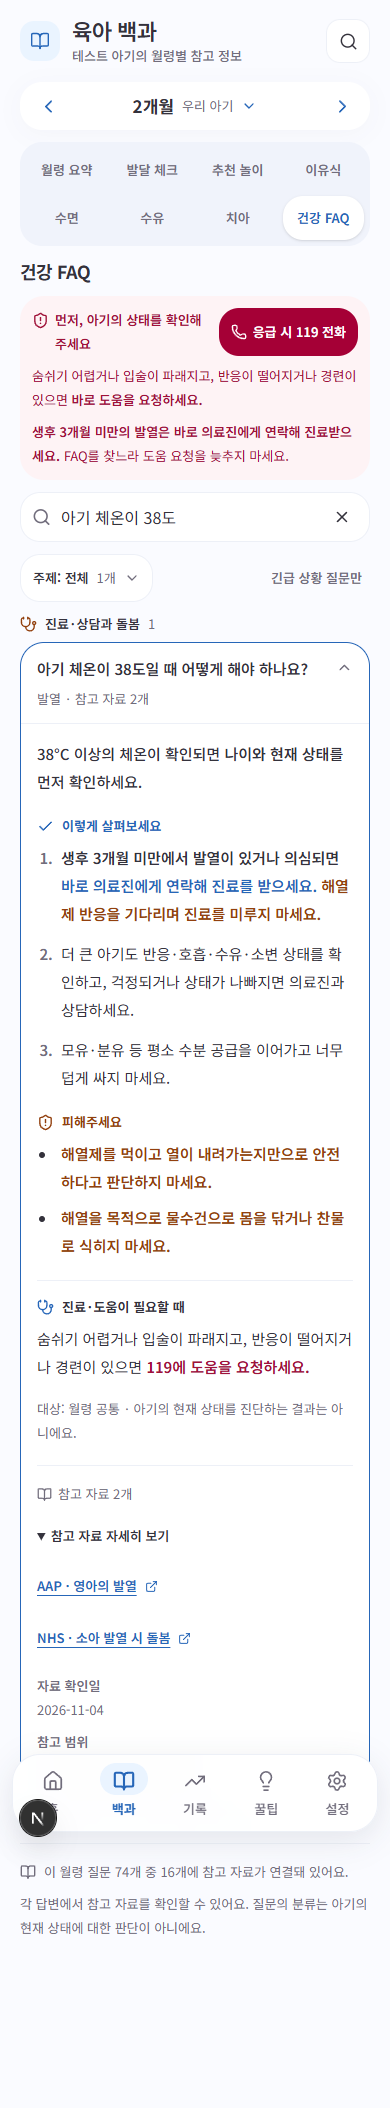 육아 백과
테스트 아기의 월령별 참고 정보
2개월 우리 아기
월령 요약 발달 체크 추천 놀이 이유식
수면 수유 치아 건강 FAQ
건강 FAQ
먼저, 아기의 상태를 확인해
주세요
응급 시 119 전화
숨쉬기 어렵거나 입술이 파래지고, 반응이 떨어지거나 경련이
있으면 바로 도움을 요청하세요.
생후 3개월 미만의 발열은 바로 의료진에게 연락해 진료받으
세요. FAQ를 찾느라 도움 요청을 늦추지 마세요.
아기 체온이 38도
주제: 전체 1개
긴급 상황 질문만
진료·상담과 돌봄 1
아기 체온이 38도일 때 어떻게 해야 하나요?
발열 · 참고 자료 2개
38°C 이상의 체온이 확인되면 나이와 현재 상태를
먼저 확인하세요.
이렇게 살펴보세요
1. 생후 3개월 미만에서 발열이 있거나 의심되면
바로 의료진에게 연락해 진료를 받으세요. 해열
제 반응을 기다리며 진료를 미루지 마세요.
2. 더 큰 아기도 반응·호흡·수유·소변 상태를 확
인하고, 걱정되거나 상태가 나빠지면 의료진과
상담하세요.
3. 모유·분유 등 평소 수분 공급을 이어가고 너무
덥게 싸지 마세요.
피해주세요
• 해열제를 먹이고 열이 내려가는지만으로 안전
하다고 판단하지 마세요.
• 해열을 목적으로 물수건으로 몸을 닦거나 찬물
로 식히지 마세요.
진료·도움이 필요할 때
숨쉬기 어렵거나 입술이 파래지고, 반응이 떨어지거
나 경련이 있으면 119에 도움을 요청하세요.
대상: 월령 공통 · 아기의 현재 상태를 진단하는 결과는 아
니에요.
참고 자료 2개
▼ 참고 자료 자세히 보기
AAP · 영아의 발열
NHS · 소아 발열 시 돌봄
자료 확인일
2026-11-04
참고 범위
백과 기록 꿀팁 설정
N
이 월령 질문 74개 중 16개에 참고 자료가 연결돼 있어요.
각 답변에서 참고 자료를 확인할 수 있어요. 질문의 분류는 아기의
현재 상태에 대한 판단이 아니에요.